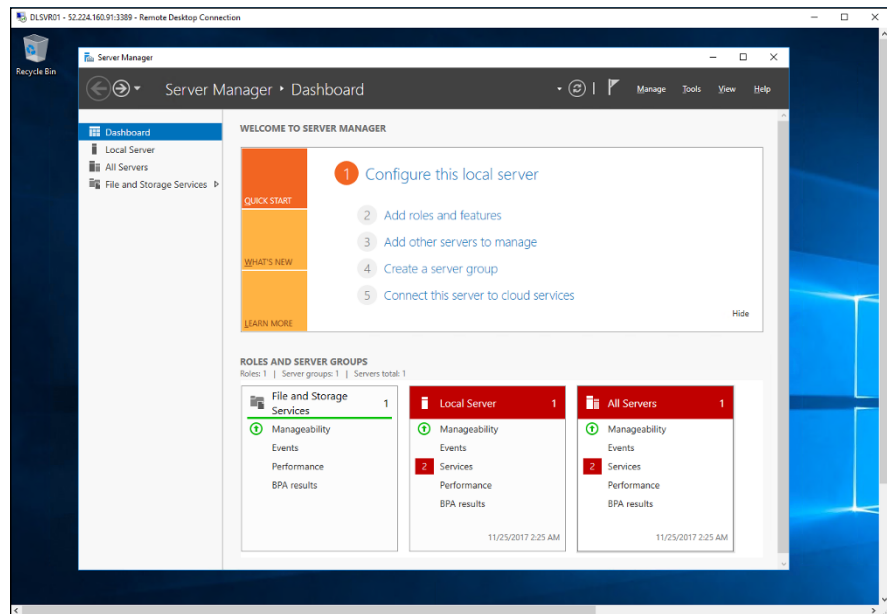 DLSVR01 - 52.224.160.91:3389 - Remote Desktop Connection
Recycle Bin
Server Manager
Server Manager ‣ Dashboard
Manage Tools View Help
Dashboard
Local Server
All Servers
File and Storage Services
WELCOME TO SERVER MANAGER
QUICK START
WHAT'S NEW
LEARN MORE
1 Configure this local server
2 Add roles and features
3 Add other servers to manage
4 Create a server group
5 Connect this server to cloud services
Hide
ROLES AND SERVER GROUPS
Roles: 1 | Server groups: 1 | Servers total: 1
File and Storage
Services 1
Manageability
Events
Performance
BPA results
Local Server 1
Manageability
Events
2 Services
Performance
BPA results
11/25/2017 2:25 AM
All Servers 1
Manageability
Events
2 Services
Performance
BPA results
11/25/2017 2:25 AM